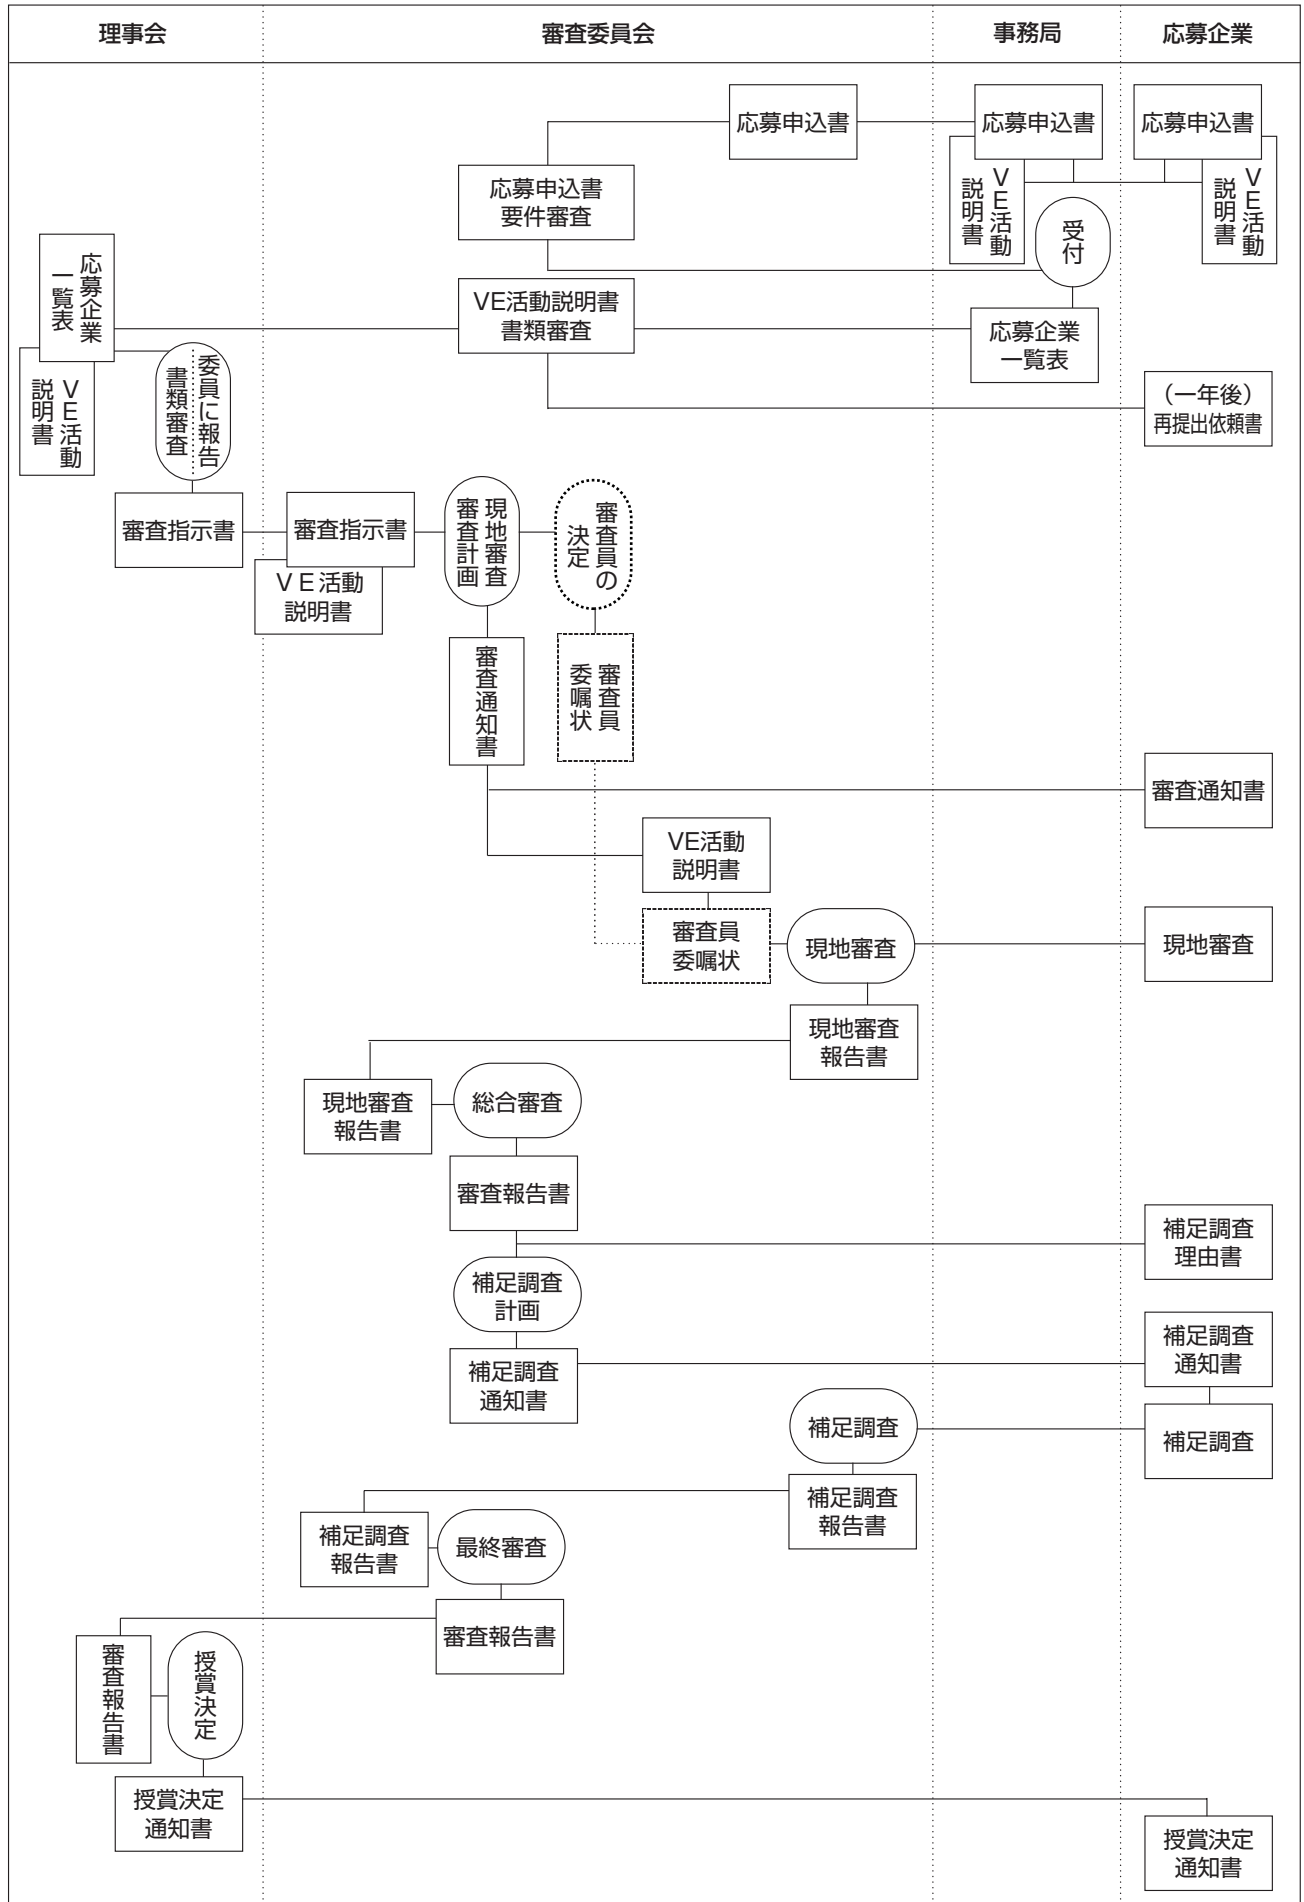 理事会
審査委員会
事務局
応募企業
応募申込書
応募申込書
応募申込書
VE活動
説明書
VE活動
説明書
応募申込書
要件審査
受付
応募企業
一覧表
VE活動
説明書
VE活動説明書
書類審査
応募企業
一覧表
委員に報告
書類審査
(一年後)
再提出依頼書
審査指示書
審査指示書
VE活動
説明書
現地審査
審査計画
審査員の
決定
審査通知書
審査員
委嘱状
審査通知書
VE活動
説明書
審査員
委嘱状
現地審査
現地審査
現地審査
報告書
現地審査
報告書
総合審査
審査報告書
補足調査
理由書
補足調査
計画
補足調査
通知書
補足調査
通知書
補足調査
補足調査
補足調査
報告書
補足調査
報告書
最終審査
審査報告書
審査報告書
授賞決定
授賞決定
通知書
授賞決定
通知書